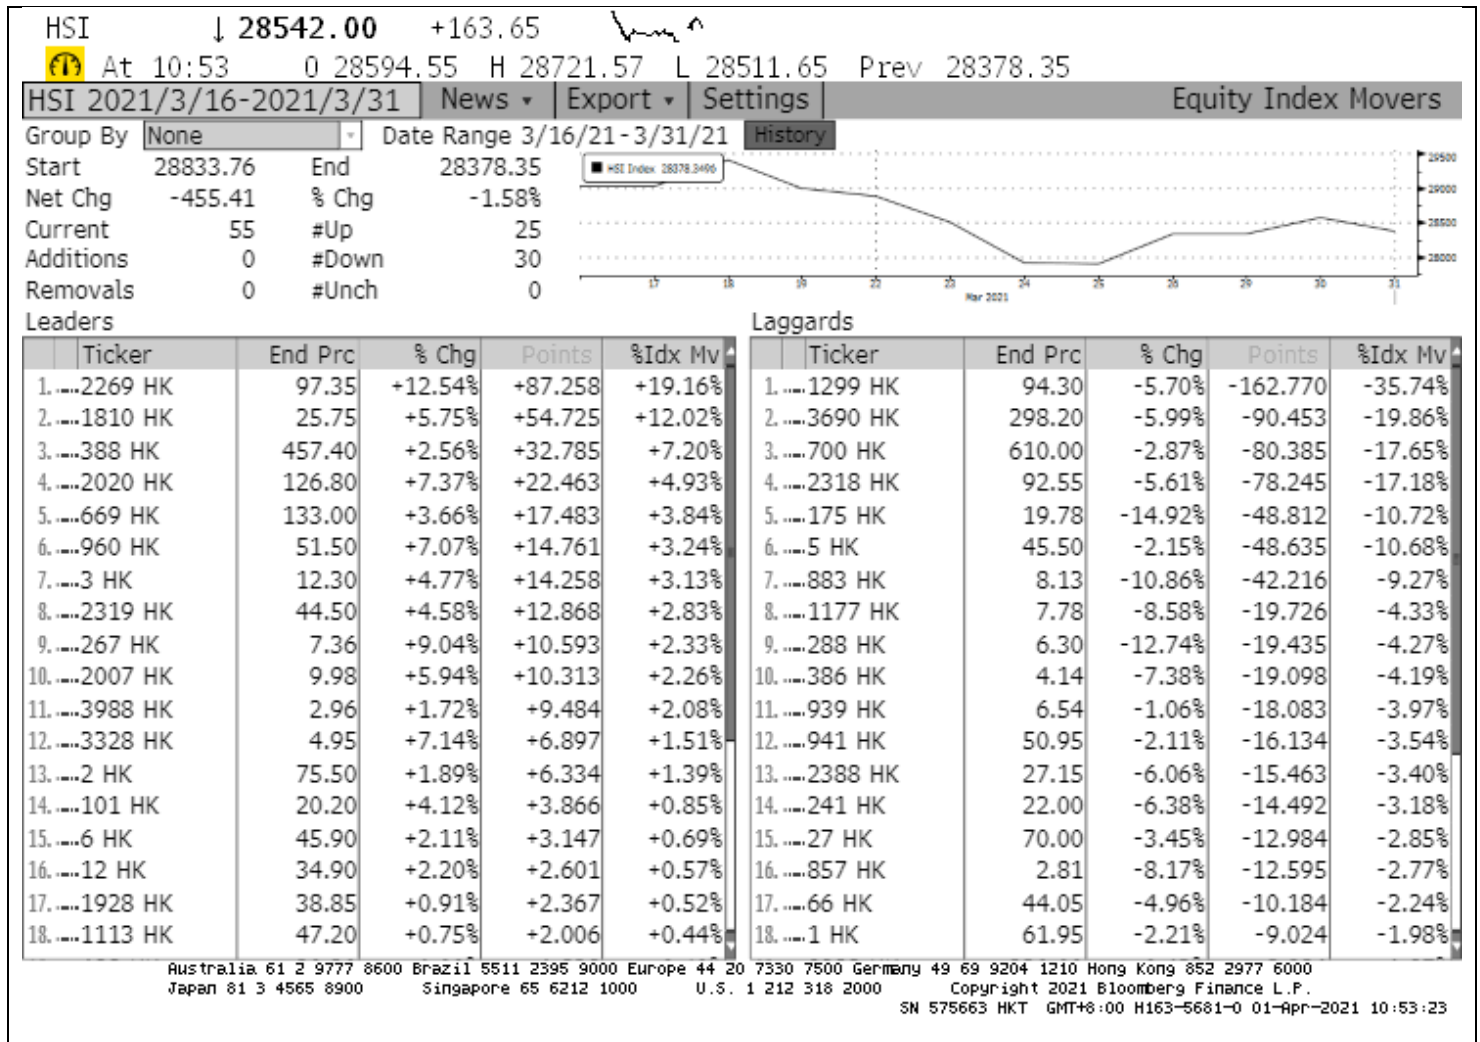 HSI ↓ 28542.00 +163.65
At 10:53 O 28594.55 H 28721.57 L 28511.65 Prev 28378.35
HSI 2021/3/16-2021/3/31 News ▾ Export ▾ Settings Equity Index Movers
Group By None Date Range 3/16/21 - 3/31/21 History
Start 28833.76 End 28378.35
Net Chg -455.41 % Chg -1.58%
Current 55 #Up 25
Additions 0 #Down 30
Removals 0 #Unch 0
HSI Index 28378.3496
29500
29000
28500
28000
17 18 19 22 23 24 25 26 29 30 31
Mar 2021
Leaders
Ticker End Prc % Chg Points %Idx Mv
1. 2269 HK 97.35 +12.54% +87.258 +19.16%
2. 1810 HK 25.75 +5.75% +54.725 +12.02%
3. 388 HK 457.40 +2.56% +32.785 +7.20%
4. 2020 HK 126.80 +7.37% +22.463 +4.93%
5. 669 HK 133.00 +3.66% +17.483 +3.84%
6. 960 HK 51.50 +7.07% +14.761 +3.24%
7. 3 HK 12.30 +4.77% +14.258 +3.13%
8. 2319 HK 44.50 +4.58% +12.868 +2.83%
9. 267 HK 7.36 +9.04% +10.593 +2.33%
10. 2007 HK 9.98 +5.94% +10.313 +2.26%
11. 3988 HK 2.96 +1.72% +9.484 +2.08%
12. 3328 HK 4.95 +7.14% +6.897 +1.51%
13. 2 HK 75.50 +1.89% +6.334 +1.39%
14. 101 HK 20.20 +4.12% +3.866 +0.85%
15. 6 HK 45.90 +2.11% +3.147 +0.69%
16. 12 HK 34.90 +2.20% +2.601 +0.57%
17. 1928 HK 38.85 +0.91% +2.367 +0.52%
18. 1113 HK 47.20 +0.75% +2.006 +0.44%
Laggards
Ticker End Prc % Chg Points %Idx Mv
1. 1299 HK 94.30 -5.70% -162.770 -35.74%
2. 3690 HK 298.20 -5.99% -90.453 -19.86%
3. 700 HK 610.00 -2.87% -80.385 -17.65%
4. 2318 HK 92.55 -5.61% -78.245 -17.18%
5. 175 HK 19.78 -14.92% -48.812 -10.72%
6. 5 HK 45.50 -2.15% -48.635 -10.68%
7. 883 HK 8.13 -10.86% -42.216 -9.27%
8. 1177 HK 7.78 -8.58% -19.726 -4.33%
9. 288 HK 6.30 -12.74% -19.435 -4.27%
10. 386 HK 4.14 -7.38% -19.098 -4.19%
11. 939 HK 6.54 -1.06% -18.083 -3.97%
12. 941 HK 50.95 -2.11% -16.134 -3.54%
13. 2388 HK 27.15 -6.06% -15.463 -3.40%
14. 241 HK 22.00 -6.38% -14.492 -3.18%
15. 27 HK 70.00 -3.45% -12.984 -2.85%
16. 857 HK 2.81 -8.17% -12.595 -2.77%
17. 66 HK 44.05 -4.96% -10.184 -2.24%
18. 1 HK 61.95 -2.21% -9.024 -1.98%
Australia 61 2 9777 8600 Brazil 5511 2395 9000 Europe 44 20 7330 7500 Germany 49 69 9204 1210 Hong Kong 852 2977 6000
Japan 81 3 4565 8900 Singapore 65 6212 1000 U.S. 1 212 318 2000 Copyright 2021 Bloomberg Finance L.P.
SN 575663 HKT GMT+8:00 H163-5681-0 01-Apr-2021 10:53:23